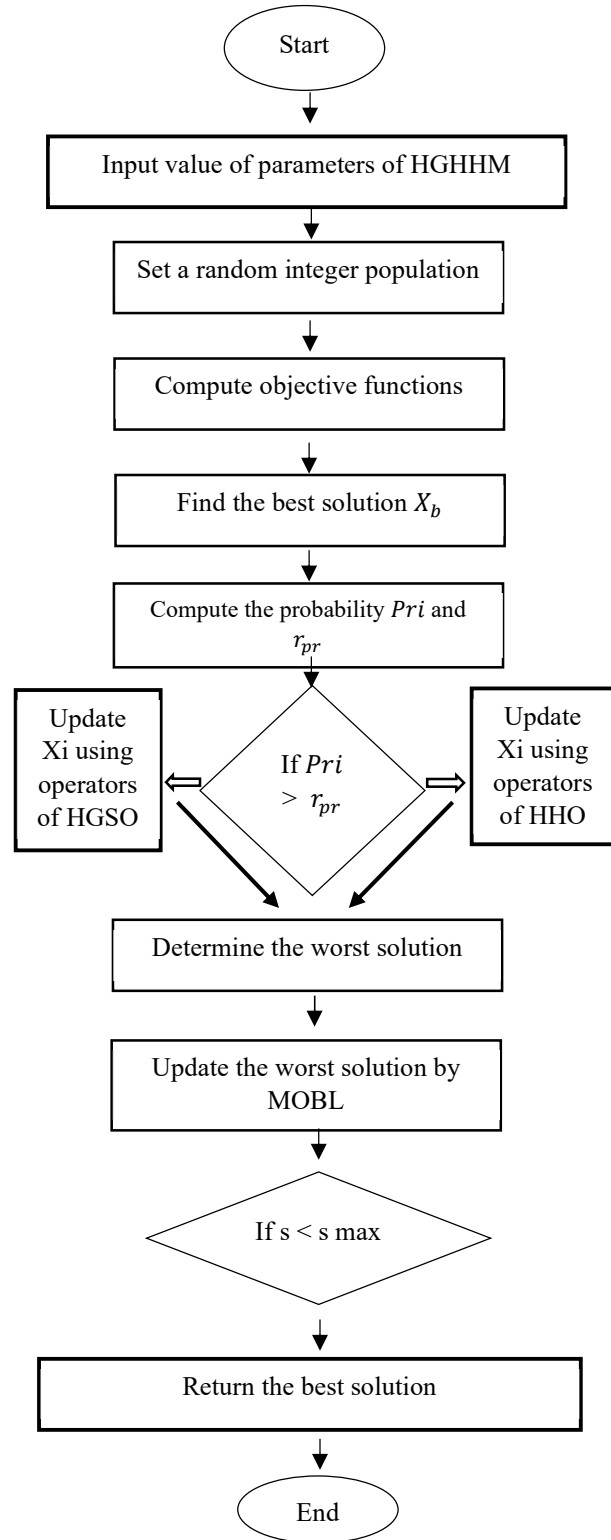 Start
Input value of parameters of HGHHM
Set a random integer population
Compute objective functions
Find the best solution X_b
Compute the probability Pri and
r_pr
Update
Xi using
operators
of HGSO
If Pri
> r_pr
Update
Xi using
operators
of HHO
Determine the worst solution
Update the worst solution by
MOBL
If s < s max
Return the best solution
End